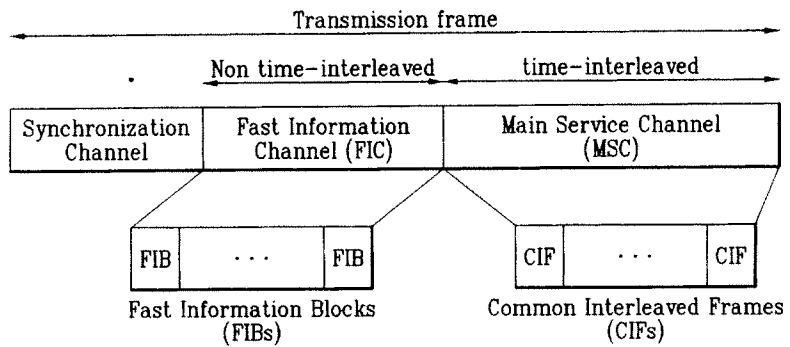 Transmission frame
Non time-interleaved
time-interleaved
Synchronization
Channel
Fast Information
Channel (FIC)
Main Service Channel
(MSC)
FIB
· · ·
FIB
CIF
· · ·
CIF
Fast Information Blocks
(FIBs)
Common Interleaved Frames
(CIFs)